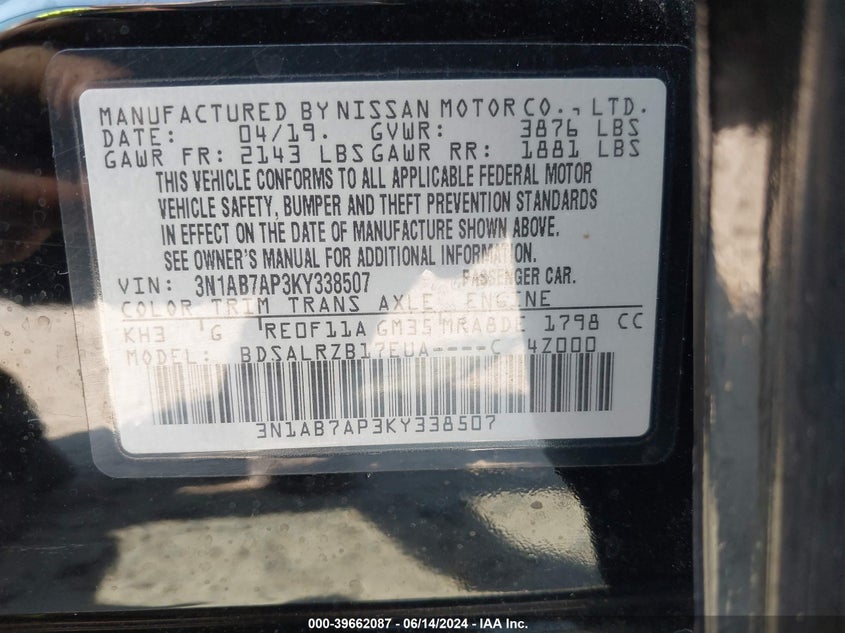 MANUFACTURED BY NISSAN MOTOR CO., LTD.
DATE: 04/19. GVWR: 3876 LBS
GAWR FR: 2143 LBS GAWR RR: 1881 LBS
THIS VEHICLE CONFORMS TO ALL APPLICABLE FEDERAL MOTOR
VEHICLE SAFETY, BUMPER AND THEFT PREVENTION STANDARDS
IN EFFECT ON THE DATE OF MANUFACTURE SHOWN ABOVE.
SEE OWNER'S MANUAL FOR ADDITIONAL INFORMATION.
VIN: 3N1AB7AP3KY338507 PASSENGER CAR.
COLOR TRIM TRANS AXLE ENGINE
KH3 G RE0F11A GM35 MRA8DE 1798 CC
MODEL: BDSALRZB17EUA----C 4Z000
3N1AB7AP3KY338507
000-39662087 - 06/14/2024 - IAA Inc.